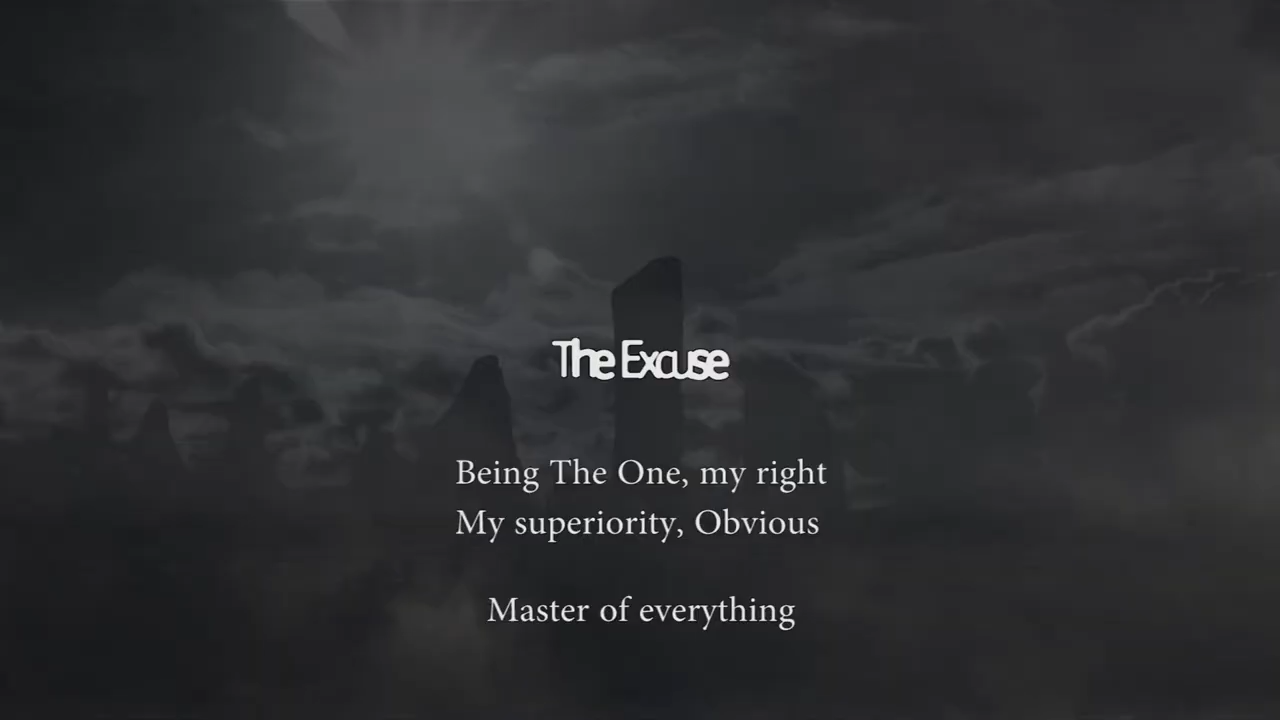 The Excuse
Being The One, my right
My superiority, Obvious
Master of everything